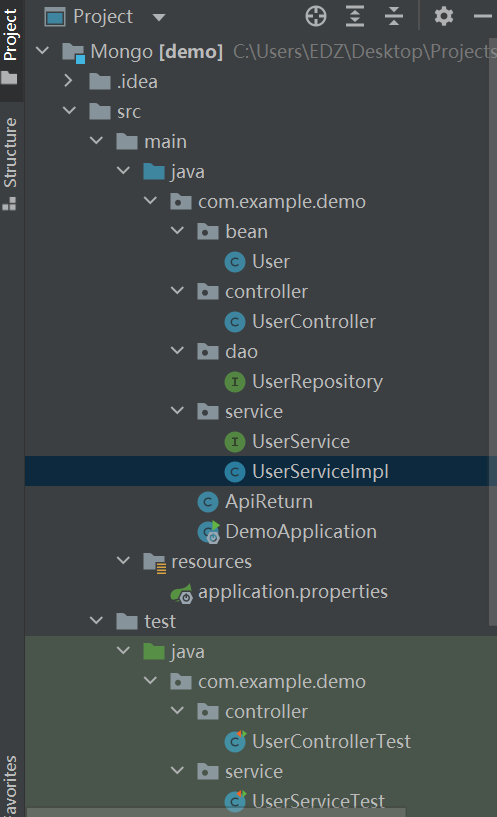 Project
Project
Mongo [demo] C:\Users\EDZ\Desktop\Projects
.idea
src
Structure
main
java
com.example.demo
bean
User
controller
UserController
dao
UserRepository
service
UserService
UserServiceImpl
ApiReturn
DemoApplication
resources
application.properties
test
java
com.example.demo
controller
UserControllerTest
service
UserServiceTest